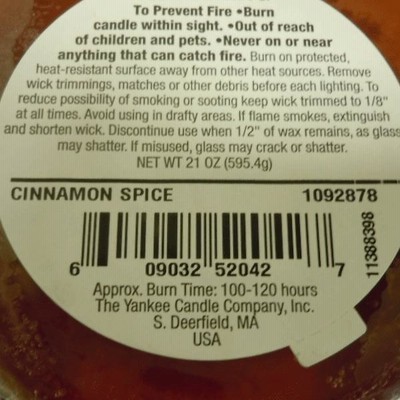 To Prevent Fire •Burn
candle within sight. •Out of reach
of children and pets. •Never on or near
anything that can catch fire. Burn on protected,
heat-resistant surface away from other heat sources. Remove
wick trimmings, matches or other debris before each lighting. To
reduce possibility of smoking or sooting keep wick trimmed to 1/8"
at all times. Avoid using in drafty areas. If flame smokes, extinguish
and shorten wick. Discontinue use when 1/2" of wax remains, as glass
may shatter. If misused, glass may crack or shatter.
NET WT 21 OZ (595.4g)
CINNAMON SPICE 1092878
6 09032 52042 7
11388398
Approx. Burn Time: 100-120 hours
The Yankee Candle Company, Inc.
S. Deerfield, MA
USA